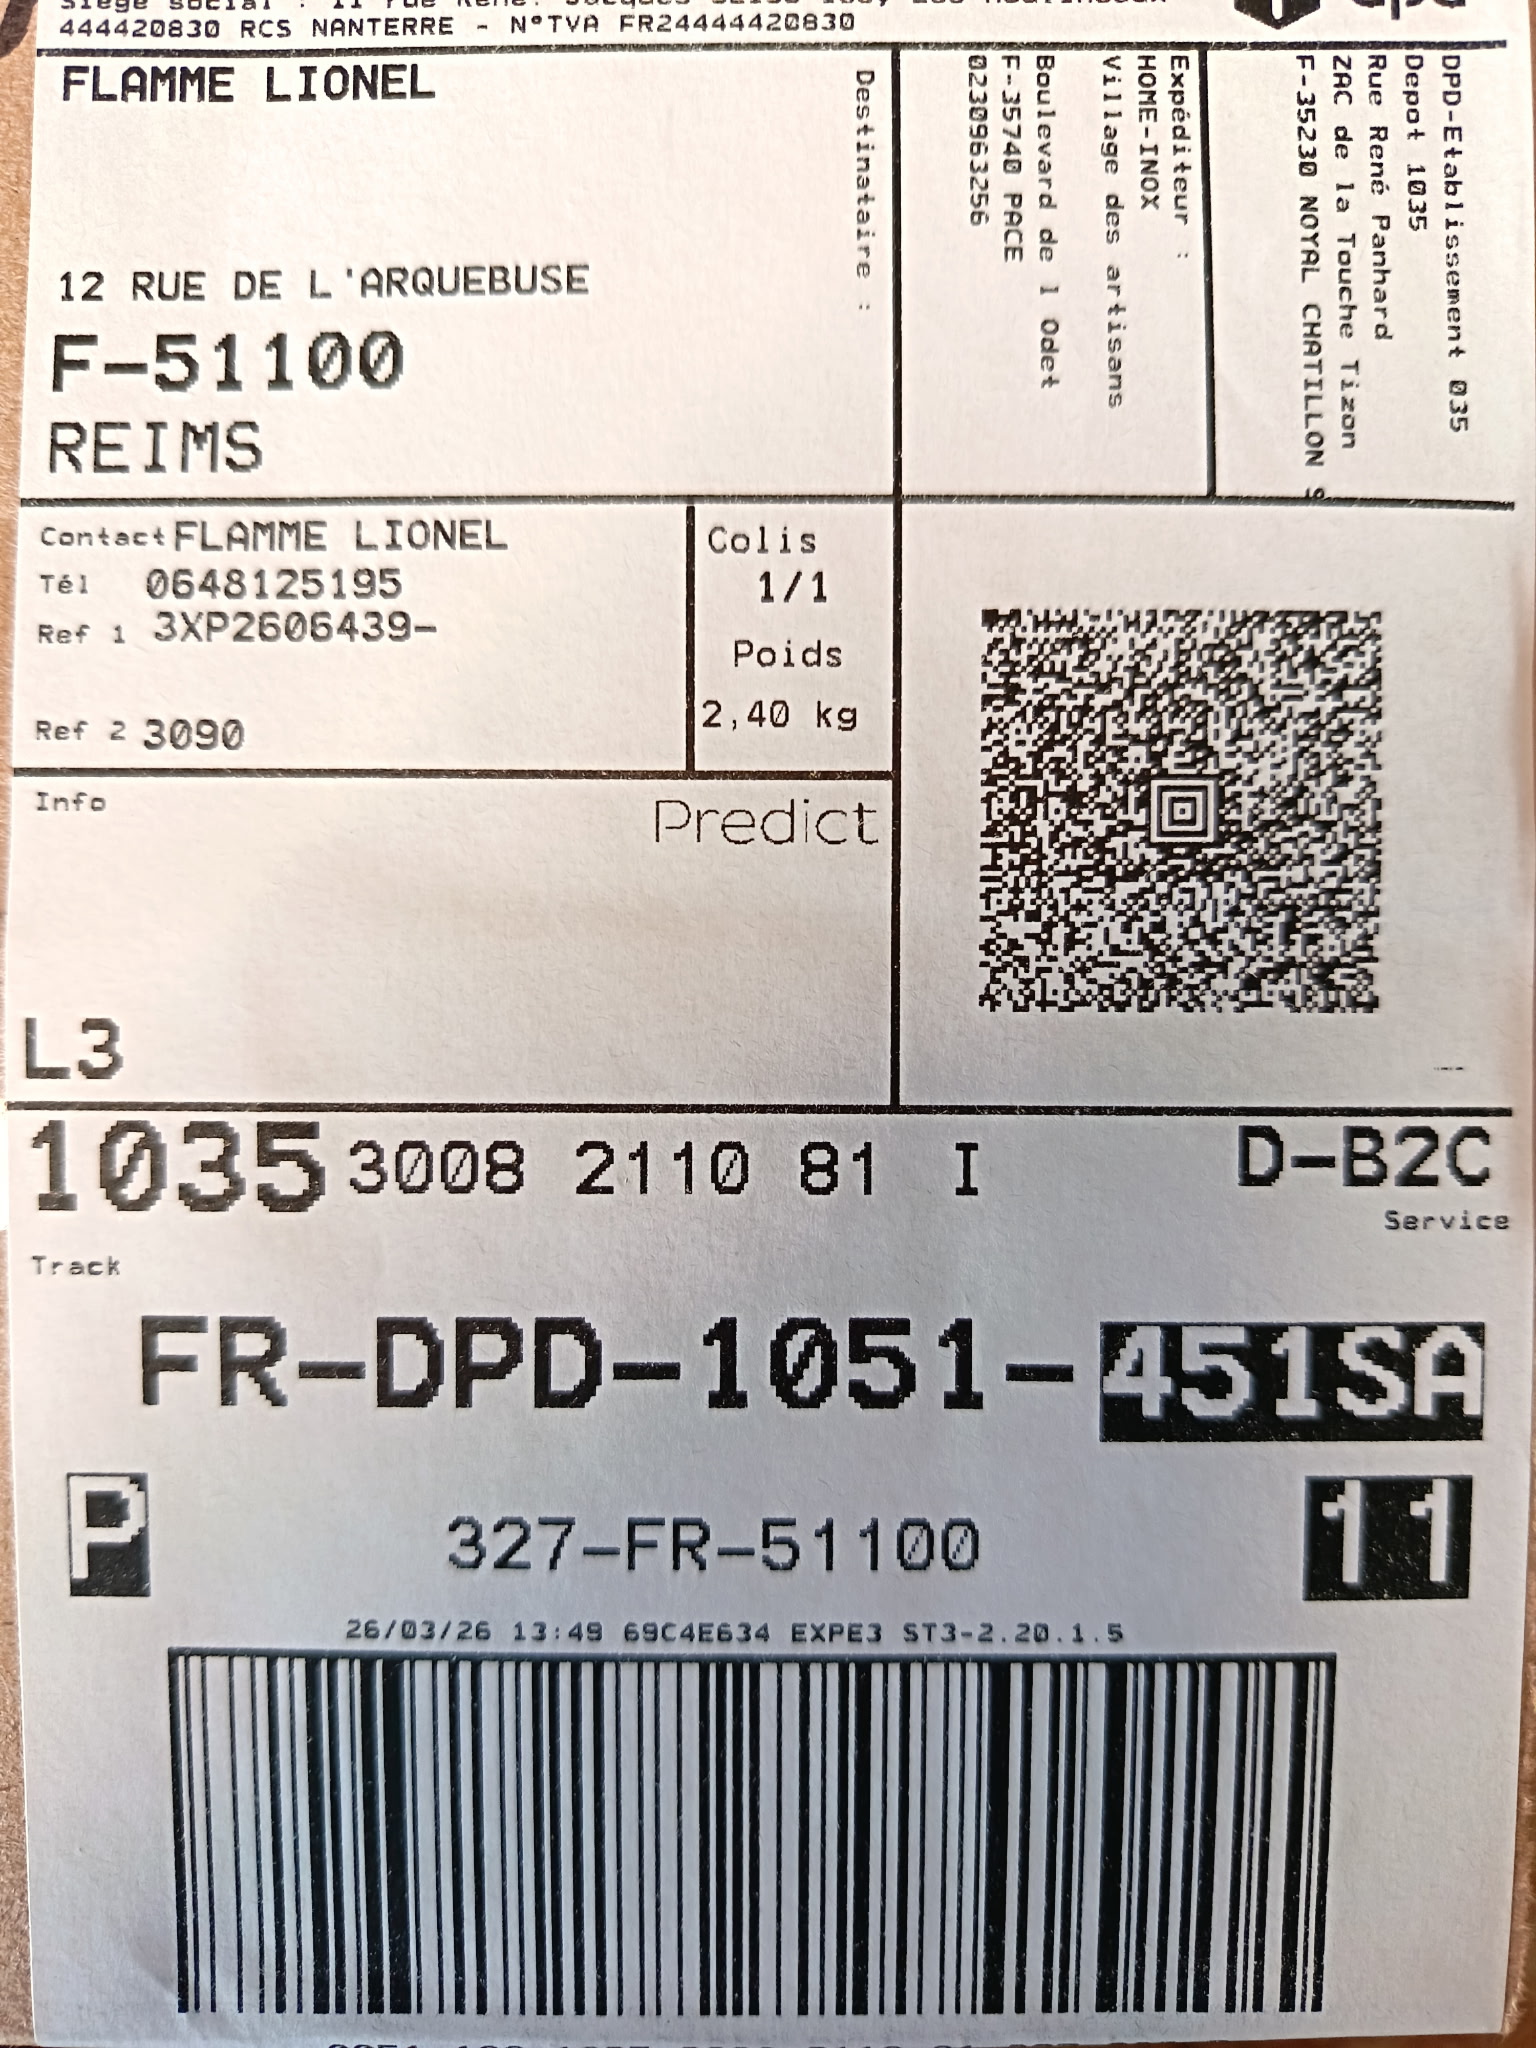 444420830 RCS NANTERRE - N°TVA FR24444420830
FLAMME LIONEL
12 RUE DE L'ARQUEBUSE
F-51100
REIMS
Destinataire :
Expéditeur :
HOME-INOX
Village des artisans
Boulevard de l Odet
F-35740 PACE
0230963256
DPD-Etablissement 035
Depot 1035
Rue René Panhard
ZAC de la Touche Tizon
F-35230 NOYAL CHATILLON
Contact FLAMME LIONEL
Tél 0648125195
Ref 1 3XP2606439-
Ref 2 3090
Colis
1/1
Poids
2,40 kg
Info
Predict
L3
1035 3008 2110 81 I
D-B2C
Service
Track
FR-DPD-1051-451SA
P
327-FR-51100
11
26/03/26 13:49 69C4E634 EXPE3 ST3-2.20.1.5